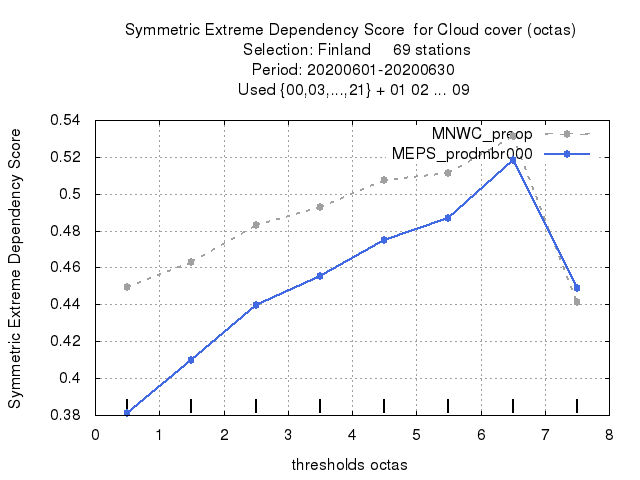 Symmetric Extreme Dependency Score for Cloud cover (octas)
Selection: Finland 69 stations
Period: 20200601-20200630
Used {00,03,...,21} + 01 02 ... 09
MNWC_preop
MEPS_prodmbr000
Symmetric Extreme Dependency Score
0.54
0.52
0.5
0.48
0.46
0.44
0.42
0.4
0.38
0 1 2 3 4 5 6 7 8
thresholds octas